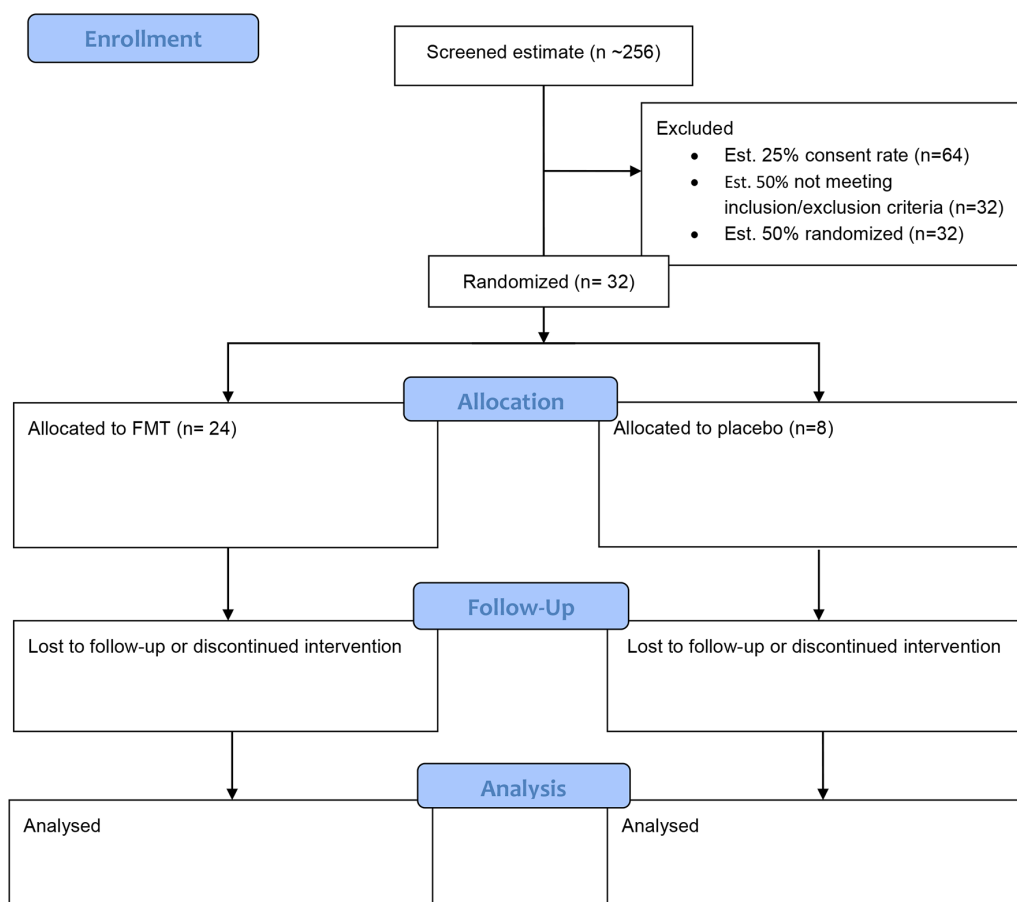 Enrollment
Screened estimate (n ~256)
Excluded
• Est. 25% consent rate (n=64)
• Est. 50% not meeting
inclusion/exclusion criteria (n=32)
• Est. 50% randomized (n=32)
Randomized (n= 32)
Allocation
Allocated to FMT (n= 24)
Allocated to placebo (n=8)
Follow-Up
Lost to follow-up or discontinued intervention
Lost to follow-up or discontinued intervention
Analysis
Analysed
Analysed